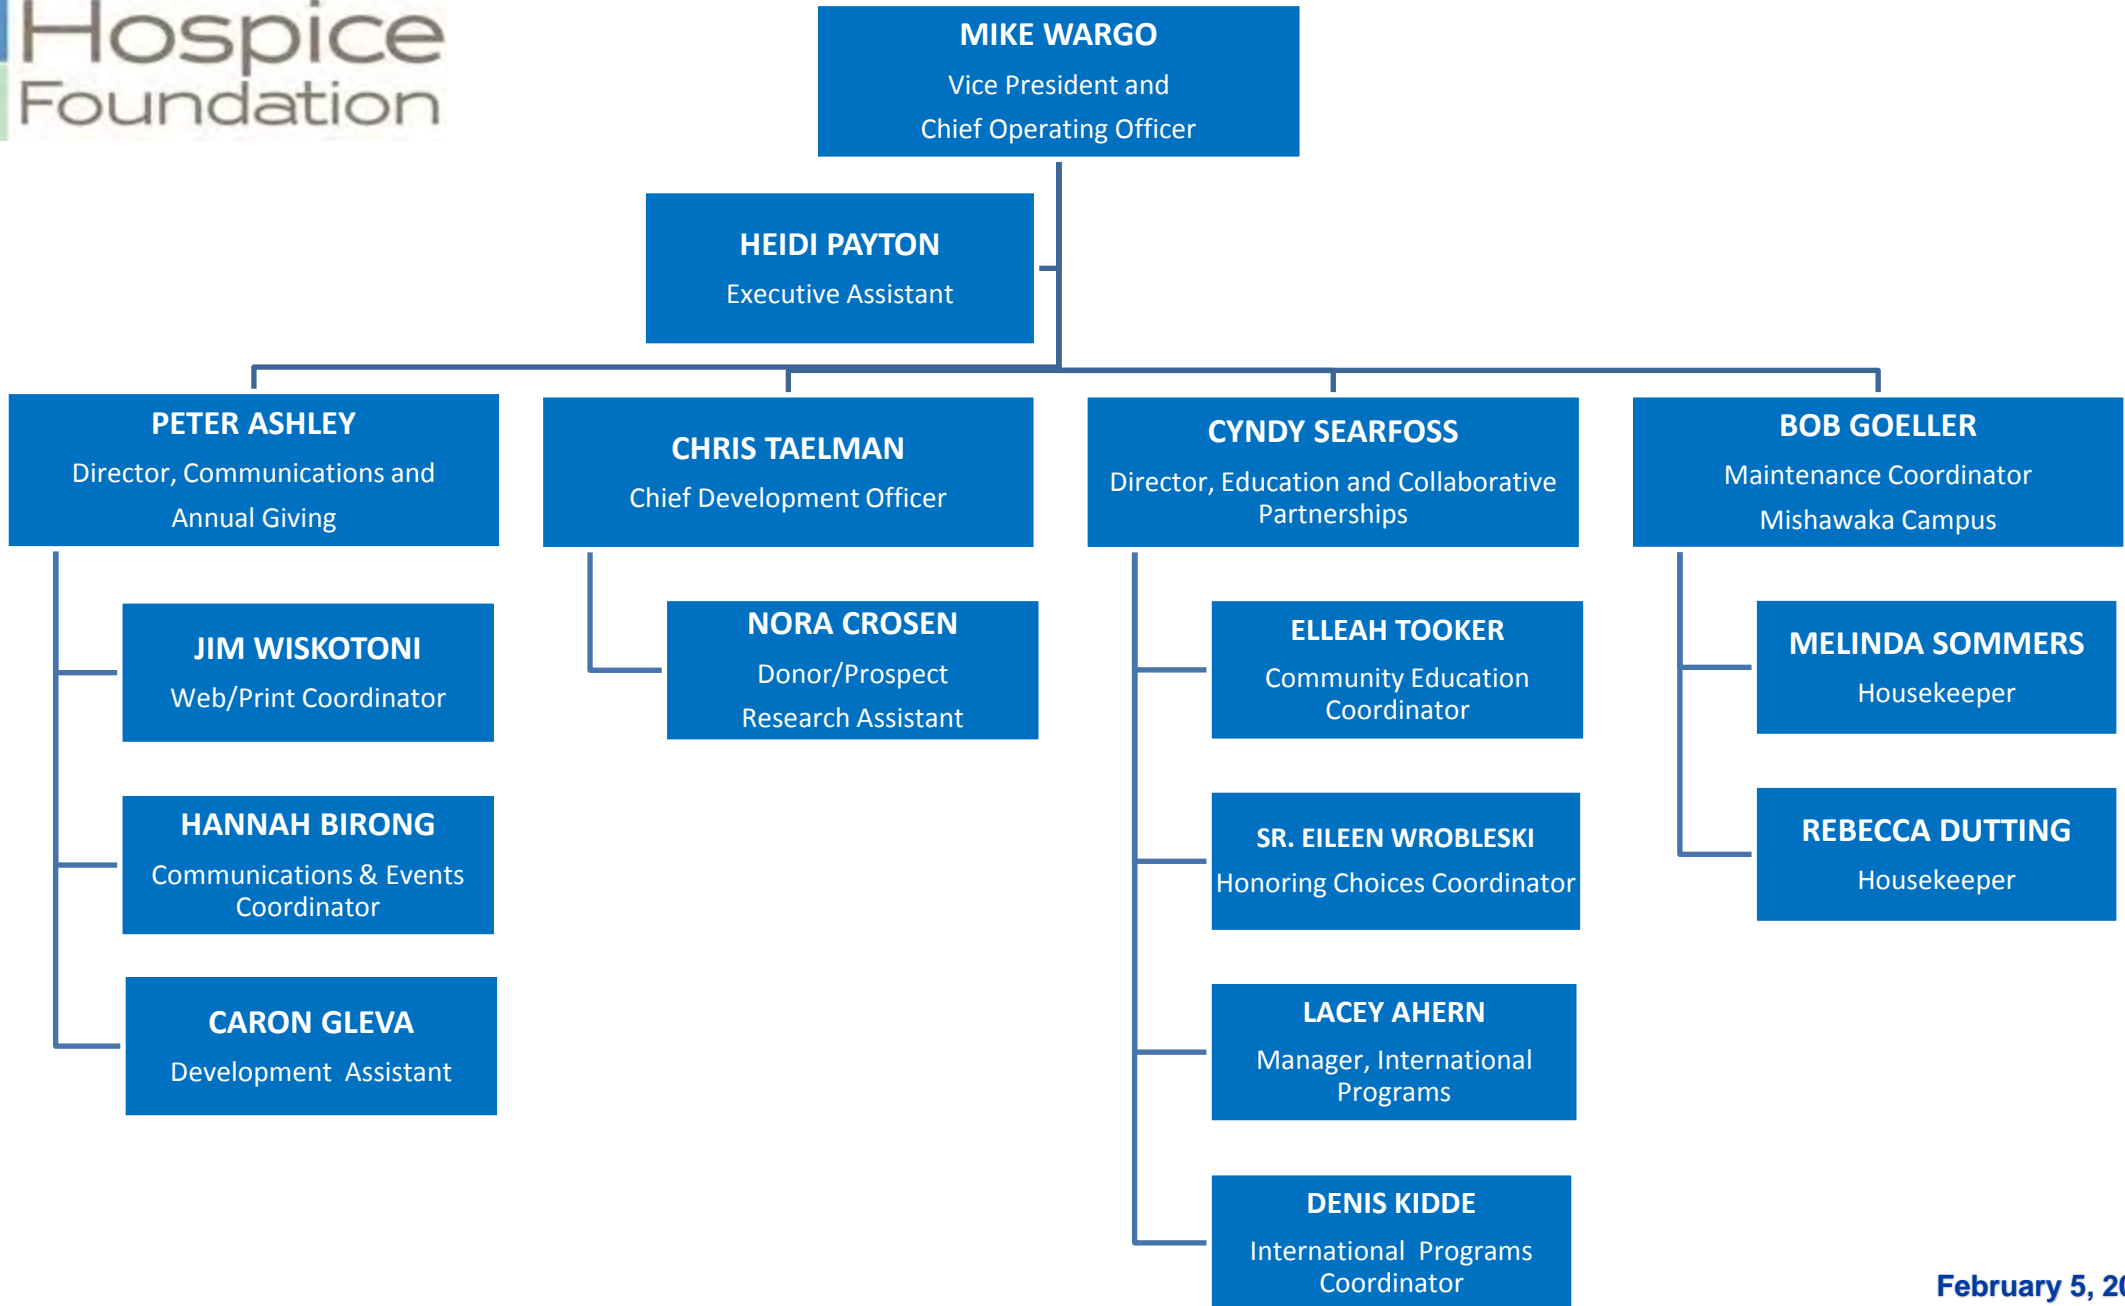 Hospice
Foundation
MIKE WARGO
Vice President and
Chief Operating Officer
HEIDI PAYTON
Executive Assistant
PETER ASHLEY
Director, Communications and
Annual Giving
JIM WISKOTONI
Web/Print Coordinator
HANNAH BIRONG
Communications & Events
Coordinator
CARON GLEVA
Development  Assistant
CHRIS TAELMAN
Chief Development Officer
NORA CROSEN
Donor/Prospect
Research Assistant
CYNDY SEARFOSS
Director, Education and Collaborative
Partnerships
ELLEAH TOOKER
Community Education
Coordinator
SR. EILEEN WROBLESKI
Honoring Choices Coordinator
LACEY AHERN
Manager, International
Programs
DENIS KIDDE
International  Programs
Coordinator
BOB GOELLER
Maintenance Coordinator
Mishawaka Campus
MELINDA SOMMERS
Housekeeper
REBECCA DUTTING
Housekeeper
February 5,